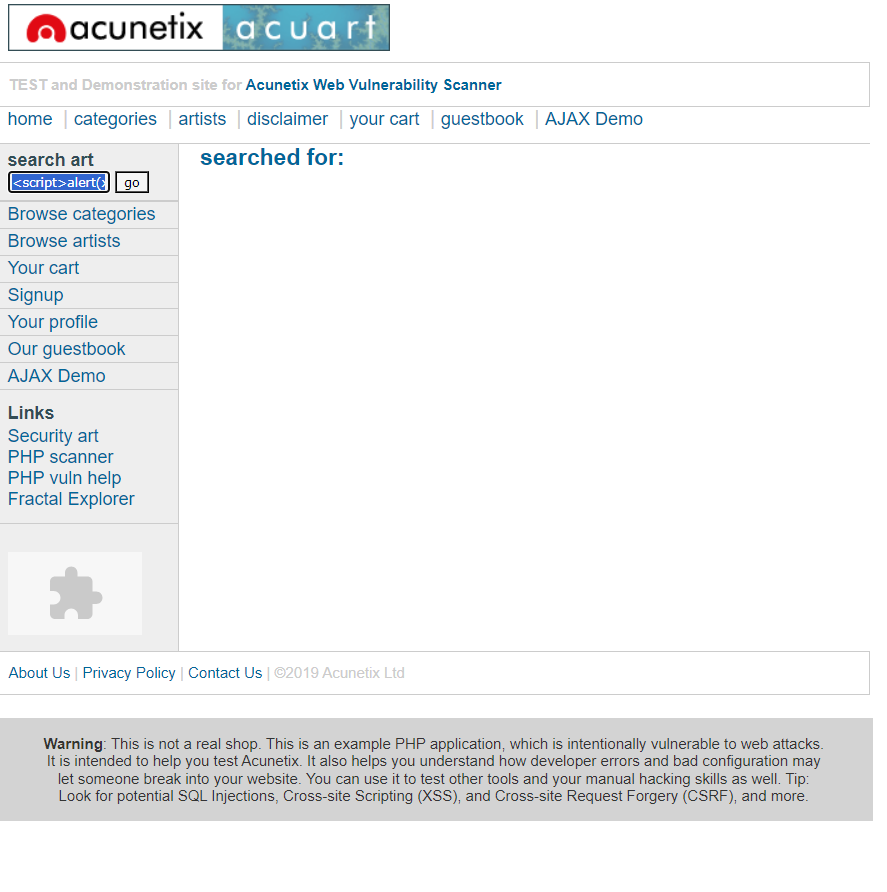 acunetix acuart
TEST and Demonstration site for Acunetix Web Vulnerability Scanner
home | categories | artists | disclaimer | your cart | guestbook | AJAX Demo
search art
<script>alert(
go
searched for:
Browse categories
Browse artists
Your cart
Signup
Your profile
Our guestbook
AJAX Demo
Links
Security art
PHP scanner
PHP vuln help
Fractal Explorer
About Us | Privacy Policy | Contact Us | ©2019 Acunetix Ltd
Warning: This is not a real shop. This is an example PHP application, which is intentionally vulnerable to web attacks.
It is intended to help you test Acunetix. It also helps you understand how developer errors and bad configuration may
let someone break into your website. You can use it to test other tools and your manual hacking skills as well. Tip:
Look for potential SQL Injections, Cross-site Scripting (XSS), and Cross-site Request Forgery (CSRF), and more.